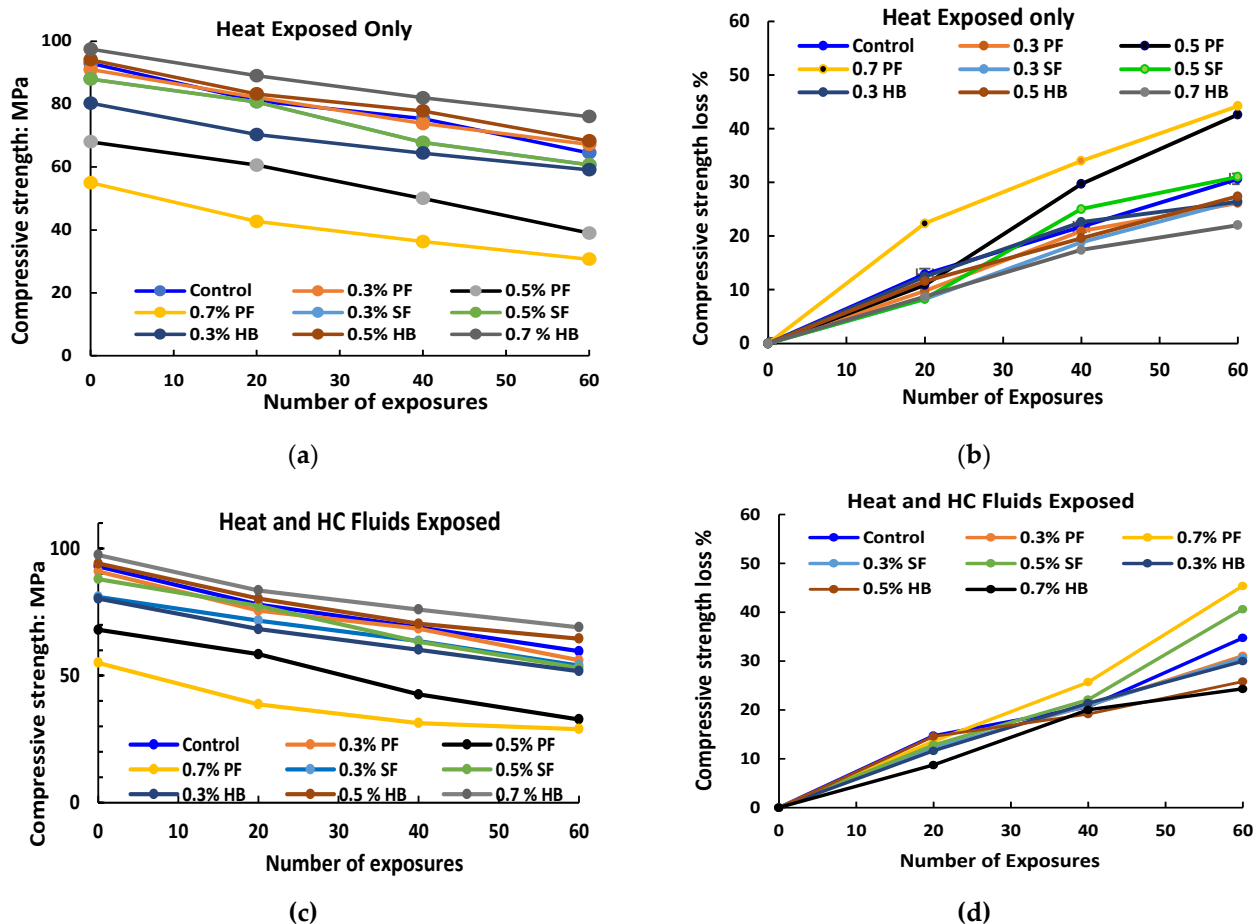 Heat Exposed Only
Compressive strength: MPa
100
80
60
40
20
0
Control 0.3% PF 0.5% PF
0.7% PF 0.3% SF 0.5% SF
0.3% HB 0.5% HB 0.7 % HB
0 10 20 30 40 50 60
Number of exposures
(a)
Heat Exposed only
Compressive strength loss %
60
50
40
30
20
10
0
Control 0.3 PF 0.5 PF
0.7 PF 0.3 SF 0.5 SF
0.3 HB 0.5 HB 0.7 HB
0 10 20 30 40 50 60
Number of Exposures
(b)
Heat and HC Fluids Exposed
Compressive strength: MPa
100
50
0
Control 0.3% PF 0.5% PF
0.7% PF 0.3% SF 0.5% SF
0.3% HB 0.5 % HB 0.7 % HB
0 10 20 30 40 50 60
Number of exposures
(c)
Heat and HC Fluids Exposed
Compressive strength loss %
60
50
40
30
20
10
0
Control 0.3% PF 0.7% PF
0.3% SF 0.5% SF 0.3% HB
0.5% HB 0.7% HB
0 10 20 30 40 50 60
Number of Exposures
(d)